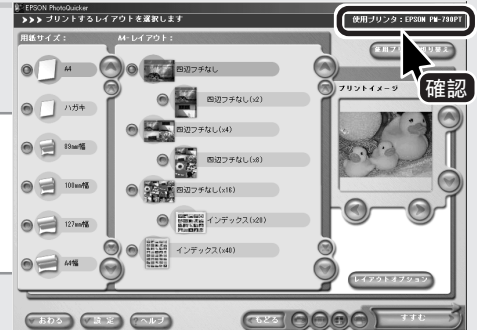 EPSON PhotoQuicker
>>> プリントするレイアウトを選択します
使用プリンタ：EPSON PM-790PT
用紙サイズ：
A4-レイアウト：
確認
A4
ハガキ
89mm幅
100mm幅
127mm幅
A4幅
四辺フチなし
四辺フチなし(x2)
四辺フチなし(x4)
四辺フチなし(x8)
四辺フチなし(x16)
インデックス(x20)
インデックス(x40)
プリントイメージ
レイアウトオプション
おわる
設 定
ヘルプ
もどる
すすむ